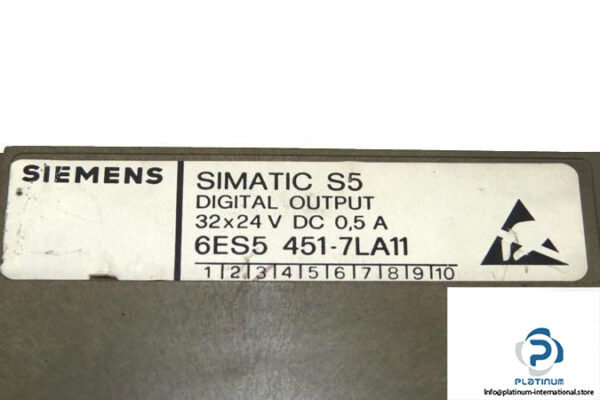 SIEMENS
SIMATIC S5
DIGITAL OUTPUT
32x24 V DC 0,5 A
6ES5 451-7LA11
1|2|3|4|5|6|7|8|9|10
PLATINUM
Info@platinum-international.store